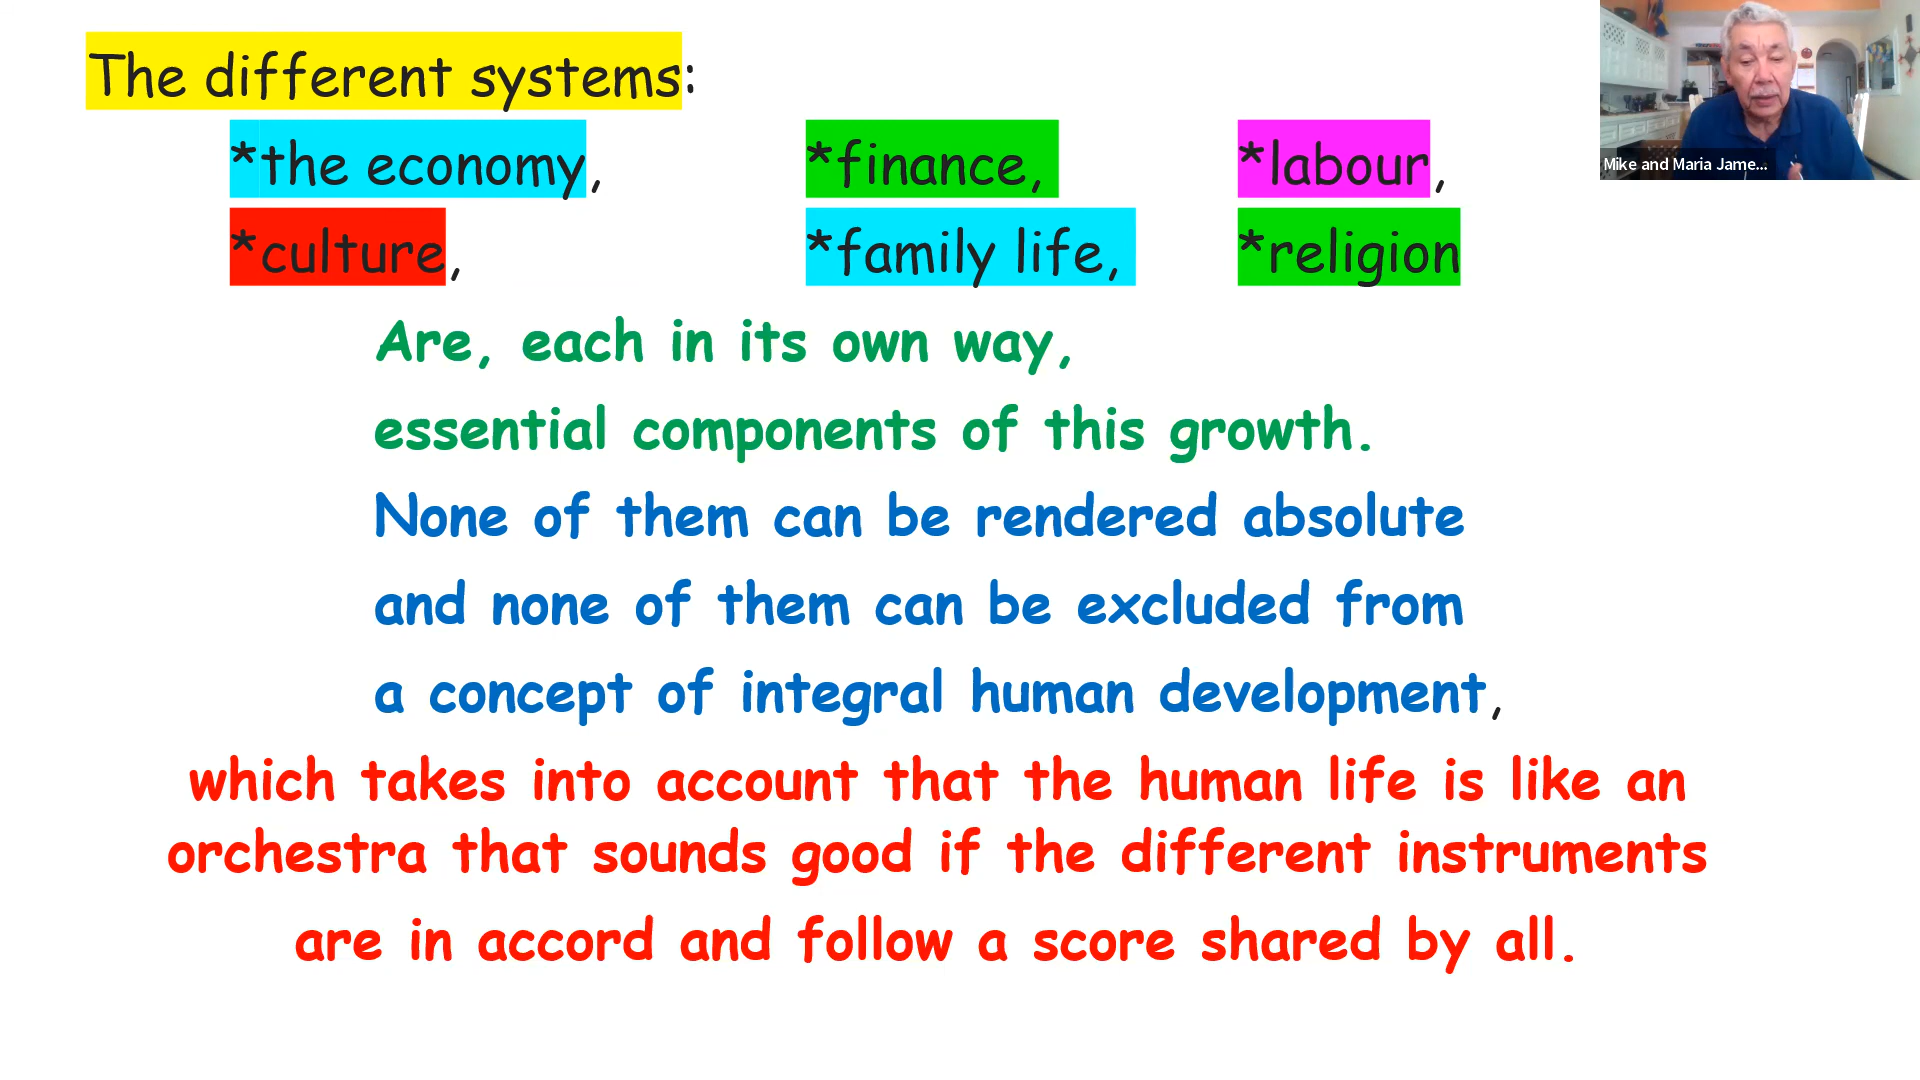 The different systems:
*the economy, *finance, *labour,
*culture, *family life, *religion
Are, each in its own way,
essential components of this growth.
None of them can be rendered absolute
and none of them can be excluded from
a concept of integral human development,
which takes into account that the human life is like an
orchestra that sounds good if the different instruments
are in accord and follow a score shared by all.
Mike and Maria Jame...